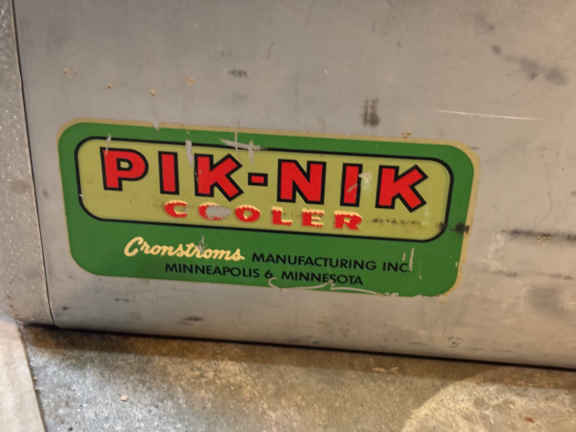 PIK-NIK
COOLER
Cronstroms MANUFACTURING INC.
MINNEAPOLIS 6, MINNESOTA